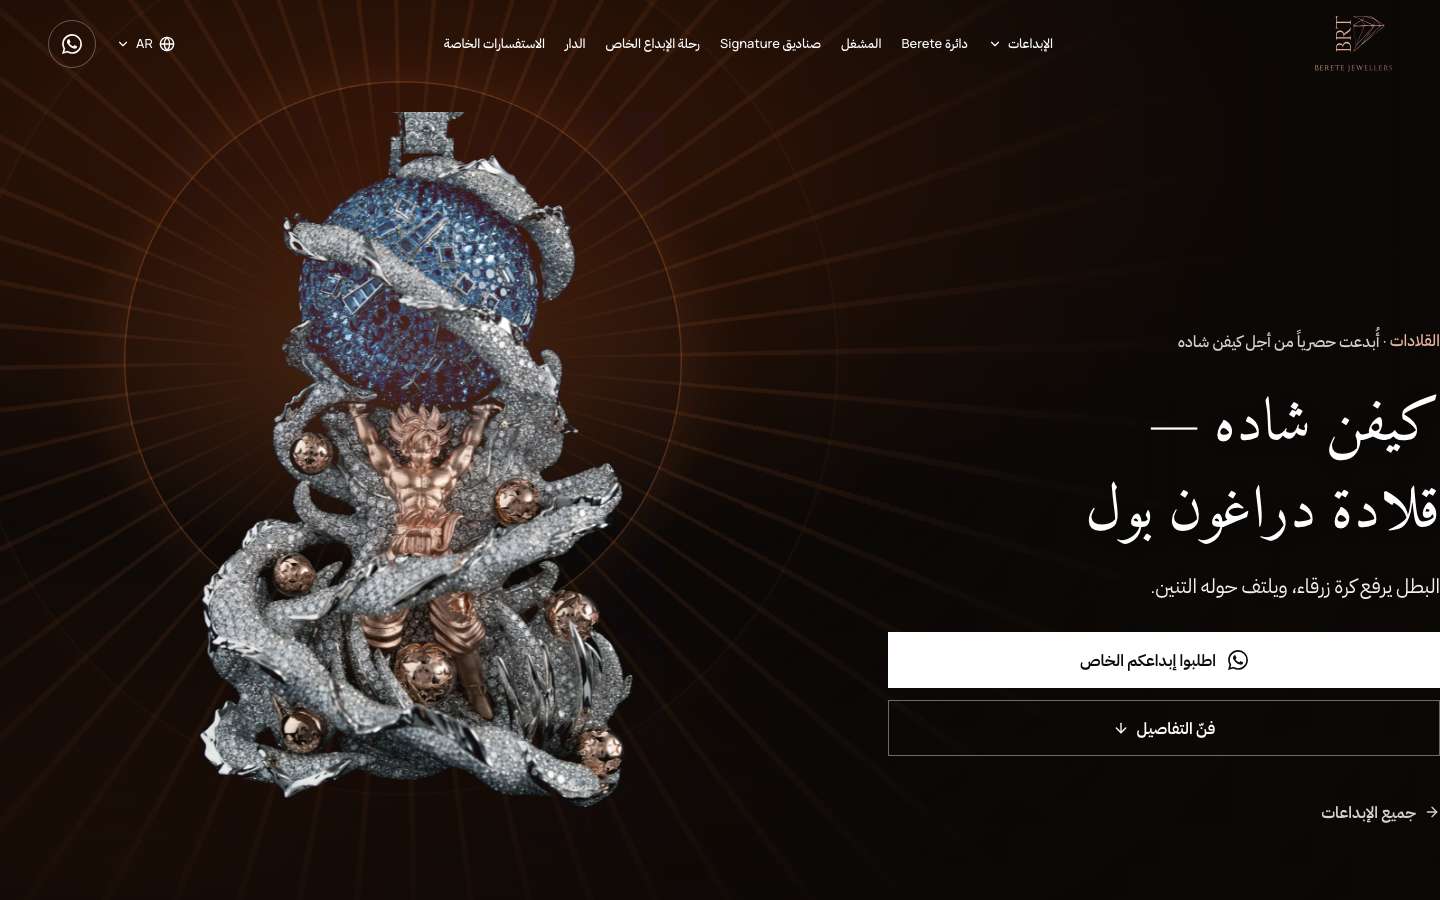 BRT
BERETE JEWELLERS
الإبداعات
دائرة Berete
المشغل
صناديق Signature
رحلة الإبداع الخاص
الدار
الاستفسارات الخاصة
AR
القلادات · أُبدعت حصرياً من أجل كيفن شاده
كيفن شاده —
قلادة دراغون بول
البطل يرفع كرة زرقاء، ويلتف حوله التنين.
اطلبوا إبداعكم الخاص
فنّ التفاصيل ↓
→ جميع الإبداعات